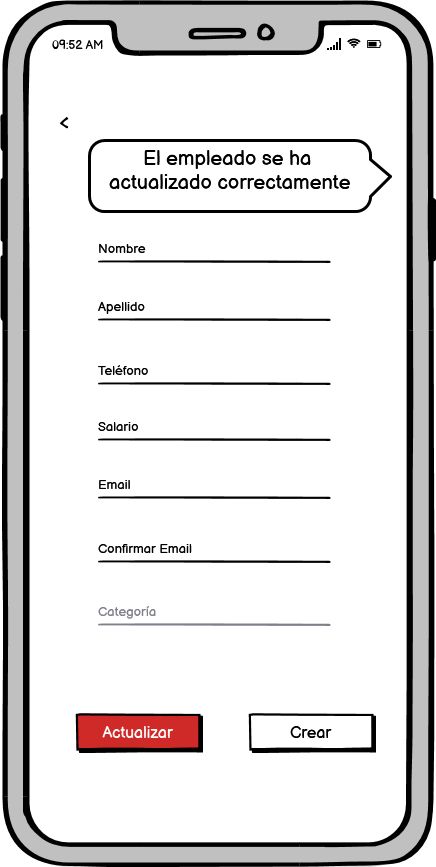 09:52 AM
<
El empleado se ha
actualizado correctamente
Nombre
Apellido
Teléfono
Salario
Email
Confirmar Email
Categoría
Actualizar
Crear